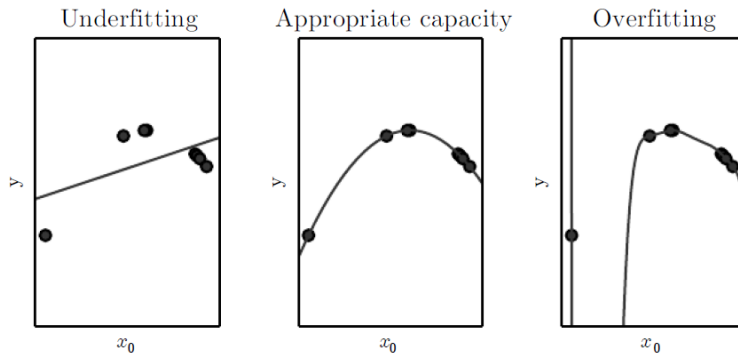 Underfitting
Appropriate capacity
Overfitting
y
y
y
x₀
x₀
x₀